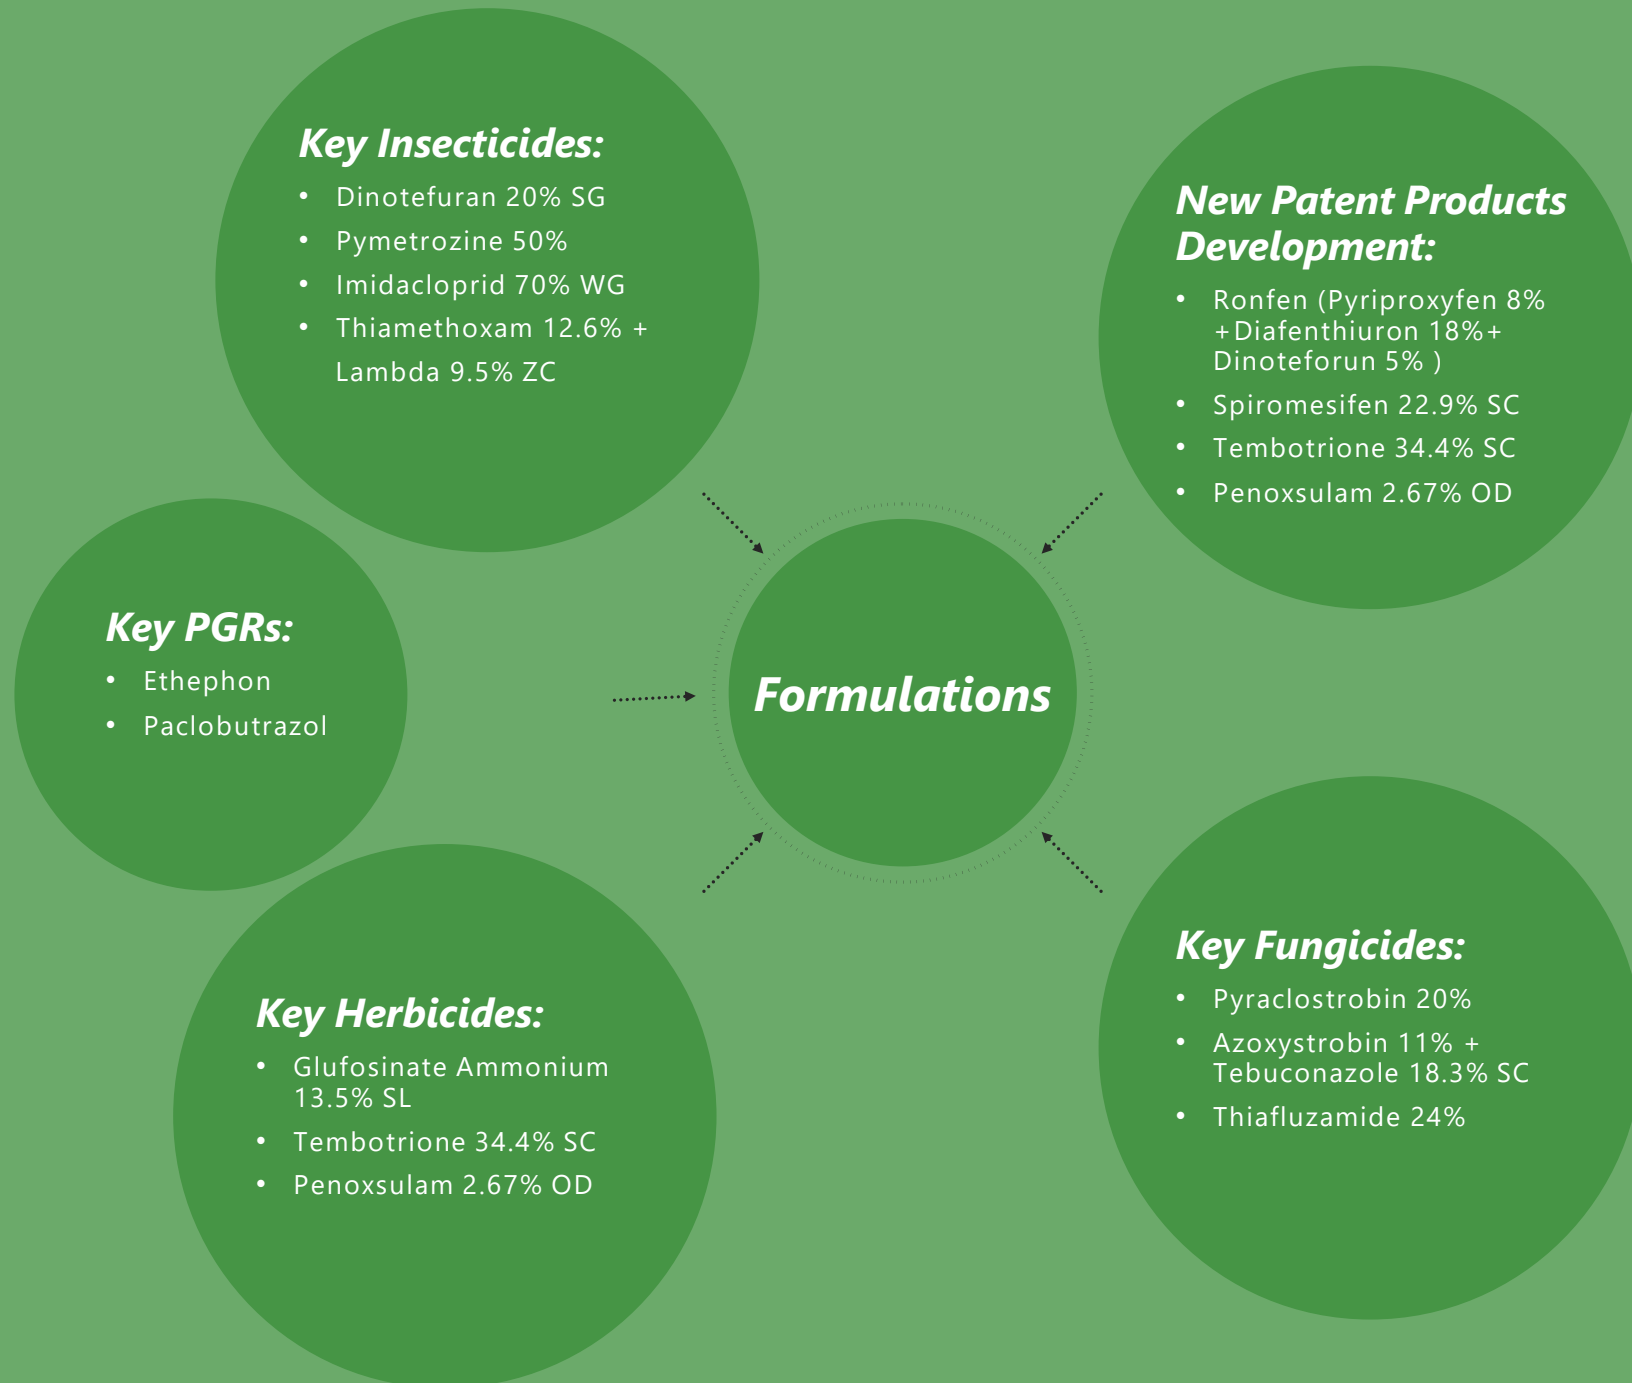 Key Insecticides:
• Dinotefuran 20% SG
• Pymetrozine 50%
• Imidacloprid 70% WG
• Thiamethoxam 12.6% +
Lambda 9.5% ZC
New Patent Products
Development:
• Ronfen (Pyriproxyfen 8%
+Diafenthiuron 18%+
Dinoteforun 5% )
• Spiromesifen 22.9% SC
• Tembotrione 34.4% SC
• Penoxsulam 2.67% OD
Key PGRs:
• Ethephon
• Paclobutrazol
Formulations
Key Herbicides:
• Glufosinate Ammonium
13.5% SL
• Tembotrione 34.4% SC
• Penoxsulam 2.67% OD
Key Fungicides:
• Pyraclostrobin 20%
• Azoxystrobin 11% +
Tebuconazole 18.3% SC
• Thiafluzamide 24%